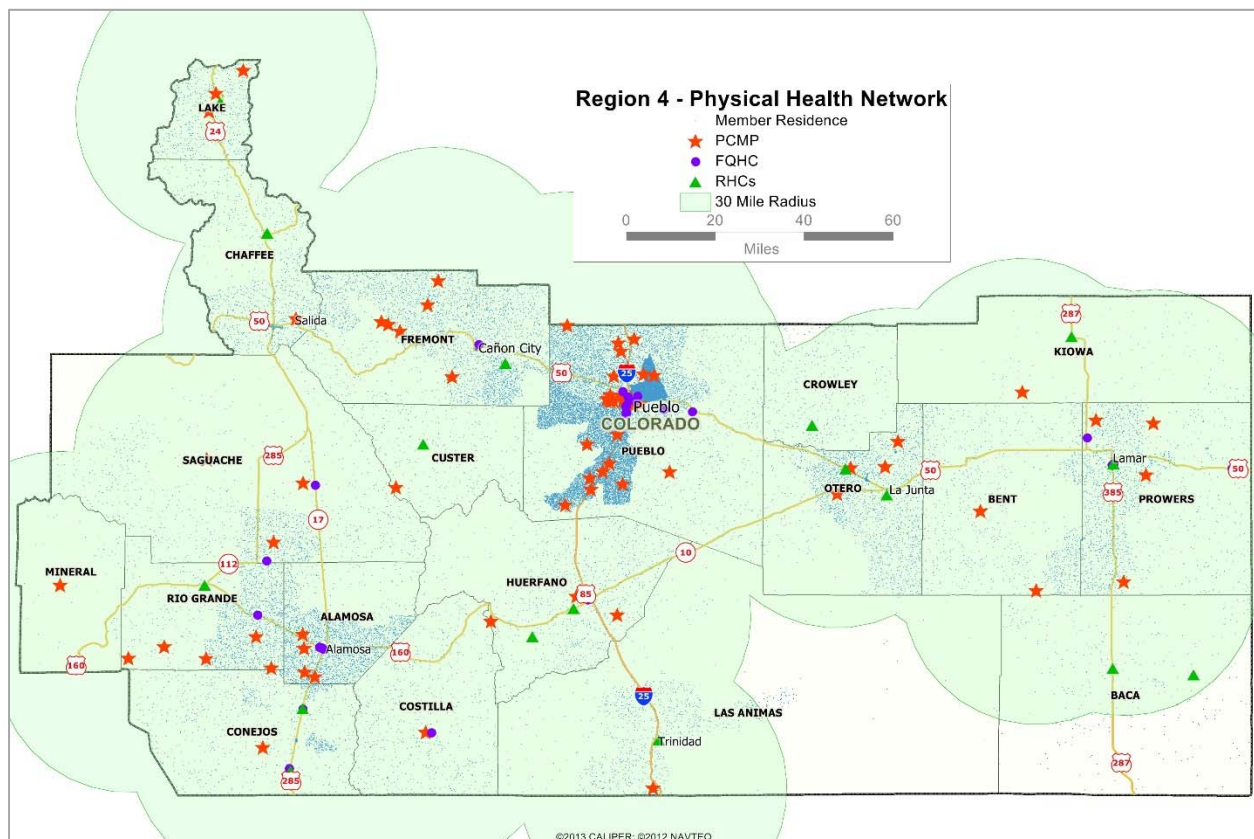 Region 4 - Physical Health Network
Member Residence
PCMP
FQHC
RHCs
30 Mile Radius
0 20 40 60
Miles
LAKE
24
CHAFFEE
287
KIOWA
50
Salida
FREMONT
Cañon City
50
25
CROWLEY
Pueblo
COLORADO
PUEBLO
SAGUACHE
285
CUSTER
OTERO
La Junta
50
BENT
Lamar
385
PROWERS
50
17
10
112
MINERAL
RIO GRANDE
ALAMOSA
HUERFANO
85
Alamosa
160
160
25
COSTILLA
LAS ANIMAS
BACA
CONEJOS
Trinidad
285
287
©2013 CALIPER; ©2012 NAVTEQ